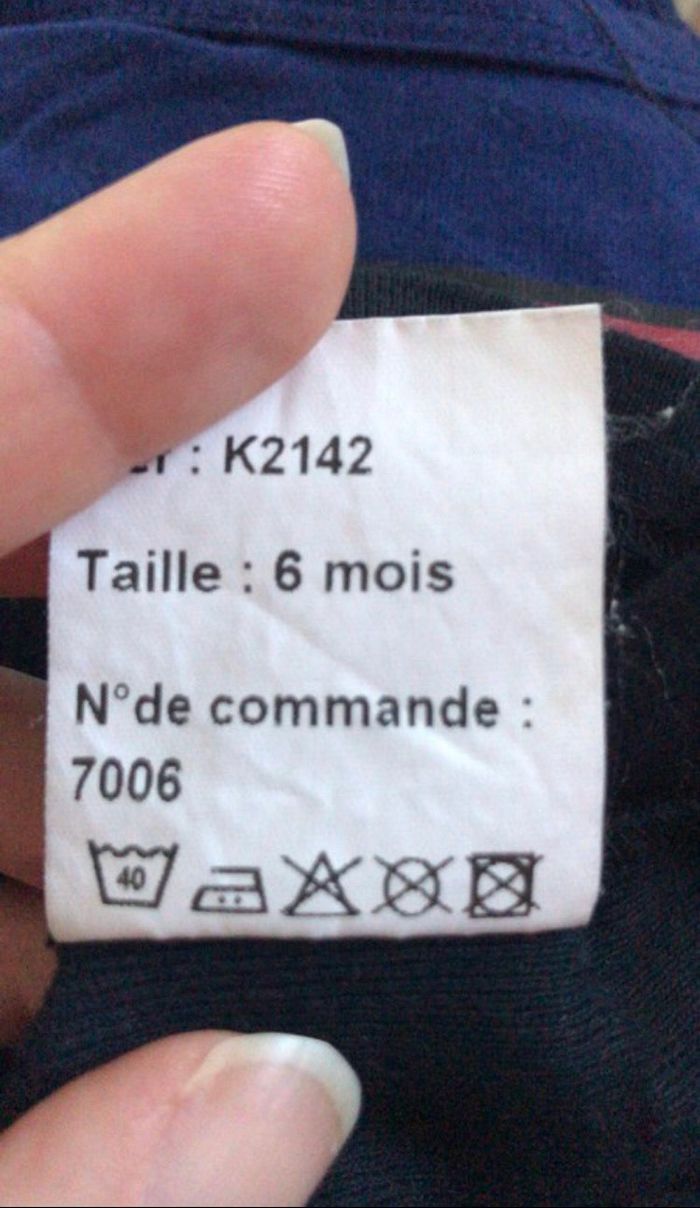 : K2142
Taille : 6 mois
N°de commande :
7006
40